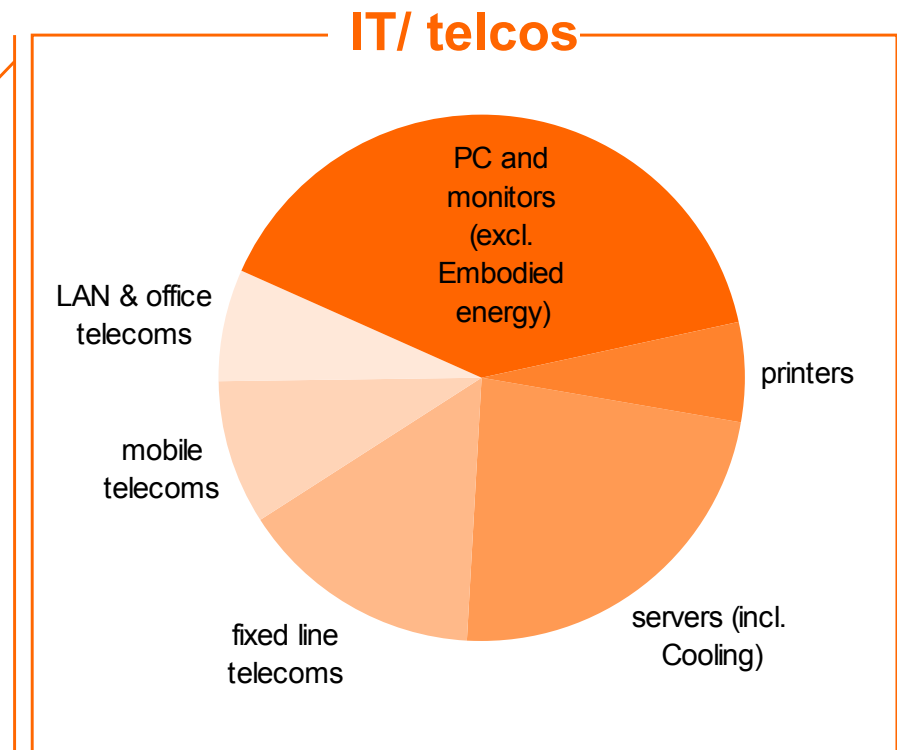 IT/ telcos
PC and
monitors
(excl.
Embodied
energy)
LAN & office
telecoms
printers
mobile
telecoms
servers (incl.
Cooling)
fixed line
telecoms